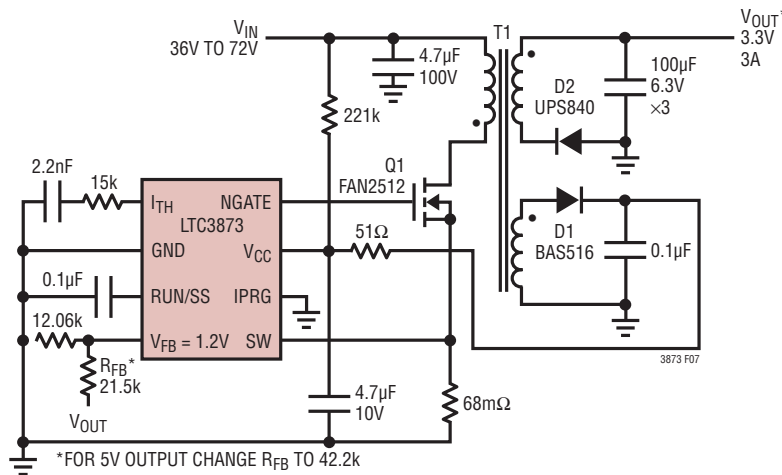 V_IN
36V TO 72V
4.7µF
100V
T1
V_OUT*
3.3V
3A
100µF
6.3V
×3
D2
UPS840
221k
2.2nF
15k
Q1
FAN2512
I_TH
NGATE
LTC3873
GND
V_CC
51Ω
D1
BAS516
0.1µF
0.1µF
RUN/SS
IPRG
12.06k
V_FB = 1.2V
SW
3873 F07
R_FB*
21.5k
4.7µF
10V
68mΩ
V_OUT
*FOR 5V OUTPUT CHANGE R_FB TO 42.2k